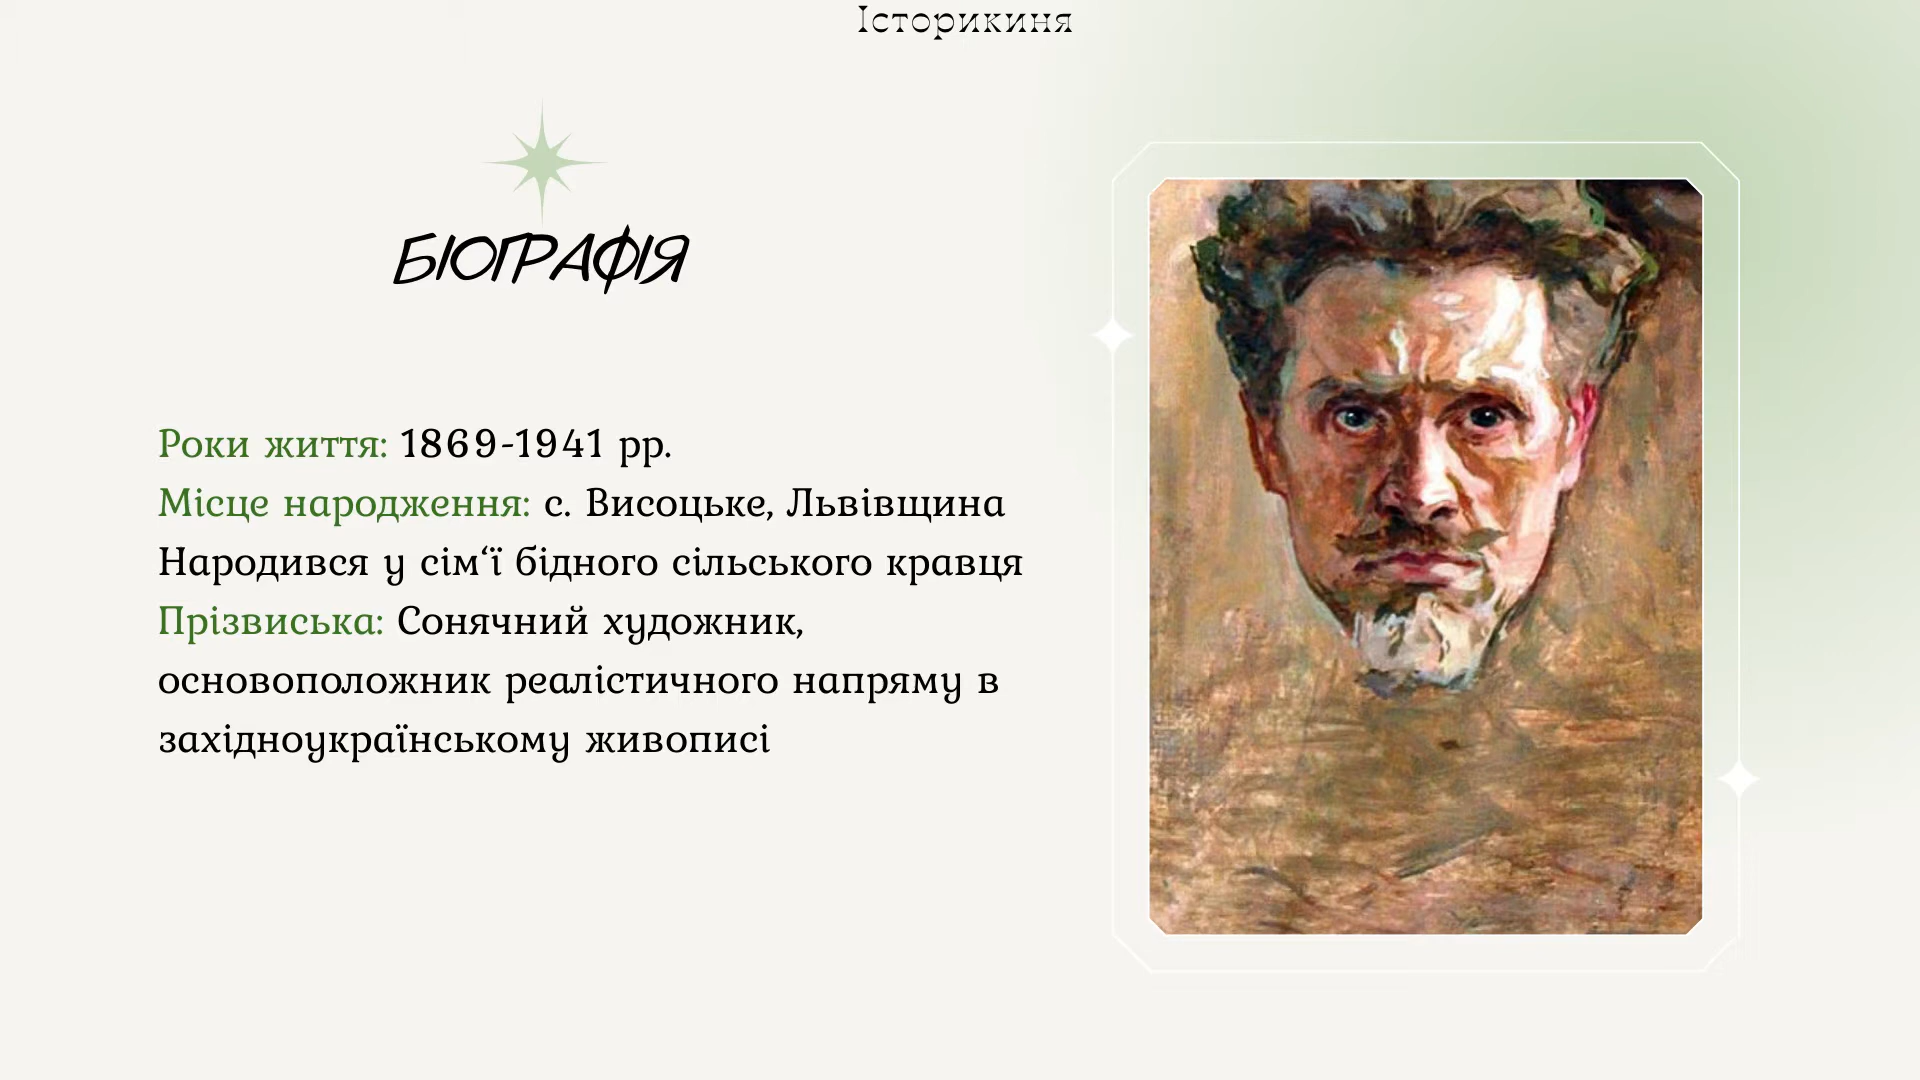 Історикиня
БІОГРАФІЯ
Роки життя: 1869-1941 рр.
Місце народження: с. Висоцьке, Львівщина
Народився у сім‘ї бідного сільського кравця
Прізвиська: Сонячний художник,
основоположник реалістичного напряму в
західноукраїнському живописі